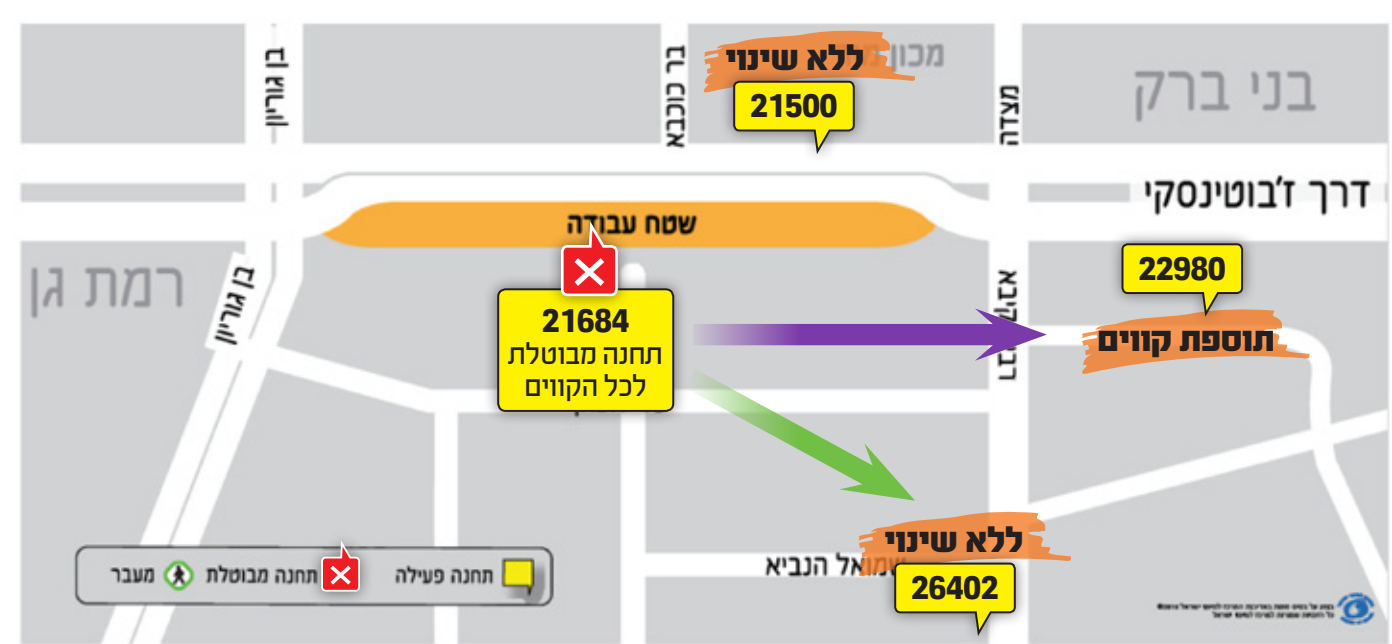 בן גוריון
בר כוכבא
מכון
ללא שינוי
21500
מצדה
בני ברק
דרך ז'בוטינסקי
שטח עבודה
רמת גן
בן גוריון
21684
תחנה מבוטלת
לכל הקווים
22980
תוספת קווים
ללא שינוי
26402
שמואל הנביא
תחנה פעילה
תחנה מבוטלת
מעבר